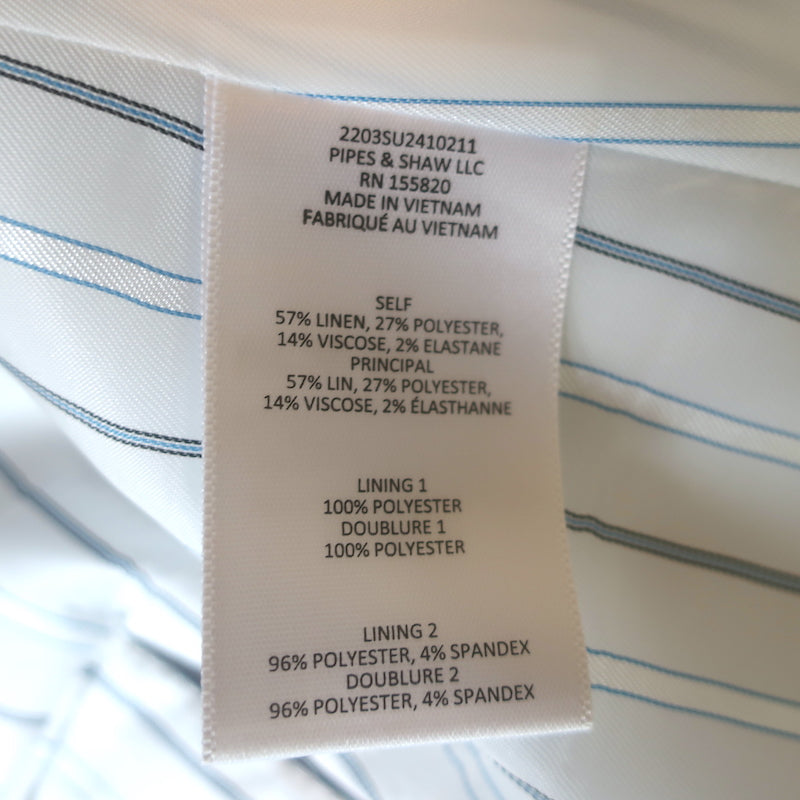 2203SU2410211
PIPES & SHAW LLC
RN 155820
MADE IN VIETNAM
FABRIQUÉ AU VIETNAM
SELF
57% LINEN, 27% POLYESTER,
14% VISCOSE, 2% ELASTANE
PRINCIPAL
57% LIN, 27% POLYESTER,
14% VISCOSE, 2% ÉLASTHANNE
LINING 1
100% POLYESTER
DOUBLURE 1
100% POLYESTER
LINING 2
96% POLYESTER, 4% SPANDEX
DOUBLURE 2
96% POLYESTER, 4% SPANDEX